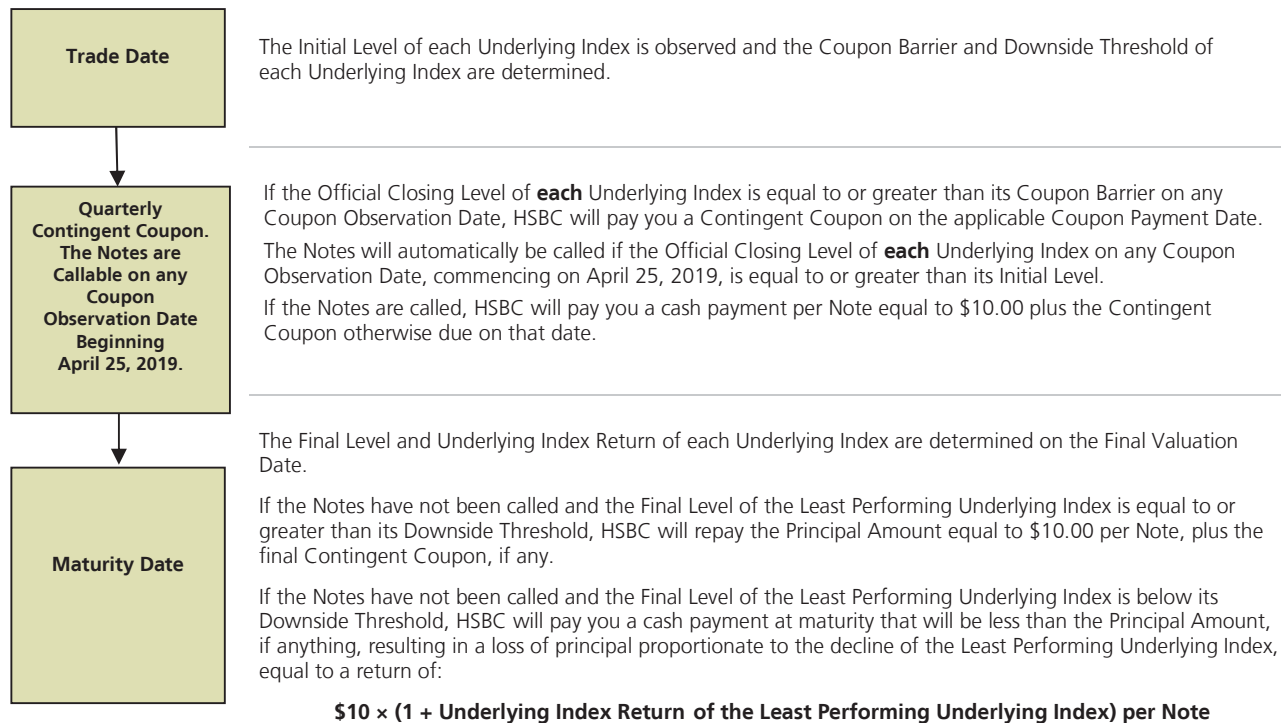 Trade Date
The Initial Level of each Underlying Index is observed and the Coupon Barrier and Downside Threshold of
each Underlying Index are determined.
Quarterly
Contingent Coupon.
The Notes are
Callable on any
Coupon
Observation Date
Beginning
April 25, 2019.
If the Official Closing Level of each Underlying Index is equal to or greater than its Coupon Barrier on any
Coupon Observation Date, HSBC will pay you a Contingent Coupon on the applicable Coupon Payment Date.
The Notes will automatically be called if the Official Closing Level of each Underlying Index on any Coupon
Observation Date, commencing on April 25, 2019, is equal to or greater than its Initial Level.
If the Notes are called, HSBC will pay you a cash payment per Note equal to $10.00 plus the Contingent
Coupon otherwise due on that date.
Maturity Date
The Final Level and Underlying Index Return of each Underlying Index are determined on the Final Valuation
Date.
If the Notes have not been called and the Final Level of the Least Performing Underlying Index is equal to or
greater than its Downside Threshold, HSBC will repay the Principal Amount equal to $10.00 per Note, plus the
final Contingent Coupon, if any.
If the Notes have not been called and the Final Level of the Least Performing Underlying Index is below its
Downside Threshold, HSBC will pay you a cash payment at maturity that will be less than the Principal Amount,
if anything, resulting in a loss of principal proportionate to the decline of the Least Performing Underlying Index,
equal to a return of:
$10 × (1 + Underlying Index Return of the Least Performing Underlying Index) per Note